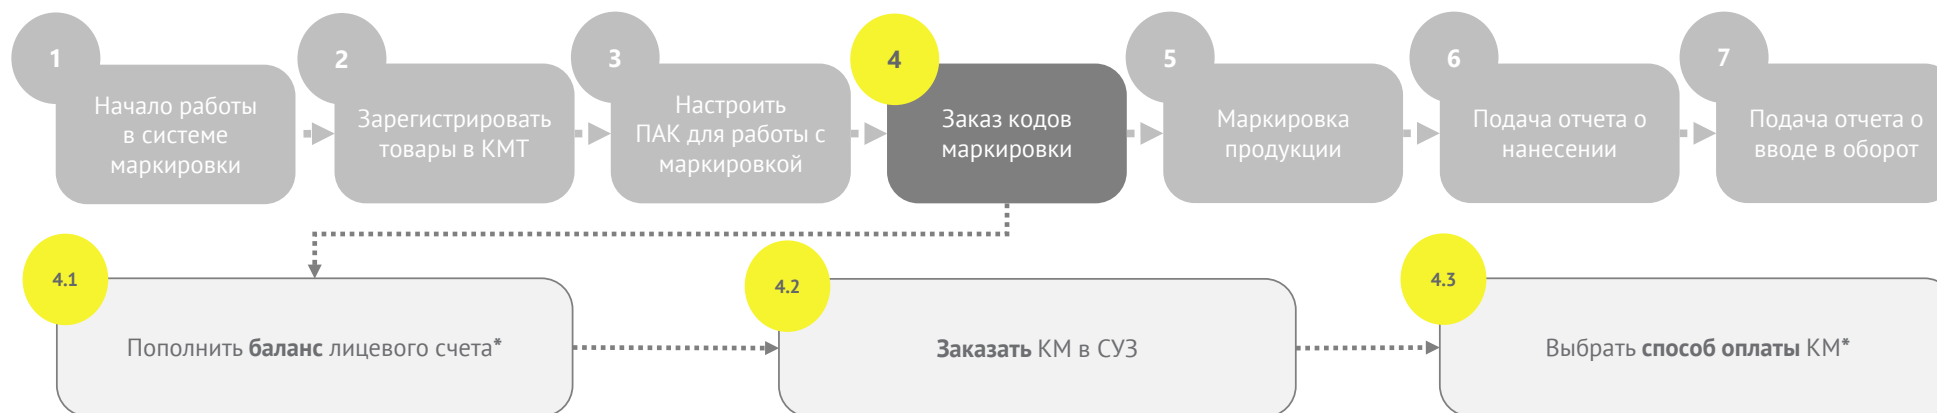 1
Начало работы
в системе
маркировки
2
Зарегистрировать
товары в КМТ
3
Настроить
ПАК для работы с
маркировкой
4
Заказ кодов
маркировки
5
Маркировка
продукции
6
Подача отчета о
нанесении
7
Подача отчета о
вводе в оборот
4.1
Пополнить баланс лицевого счета*
4.2
Заказать КМ в СУЗ
4.3
Выбрать способ оплаты КМ*